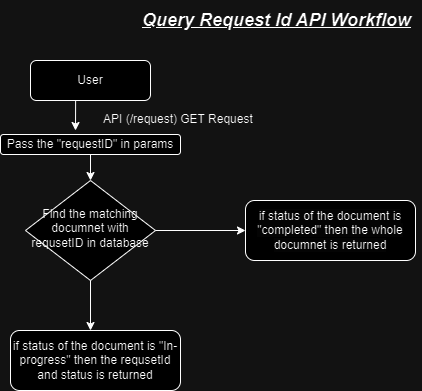 Query Request Id API Workflow
User
API (/request) GET Request
Pass the "requestID" in params
Find the matching
documnet with
requsetID in database
if status of the document is
"completed" then the whole
documnet is returned
if status of the document is "In-
progress" then the requsetId
and status is returned